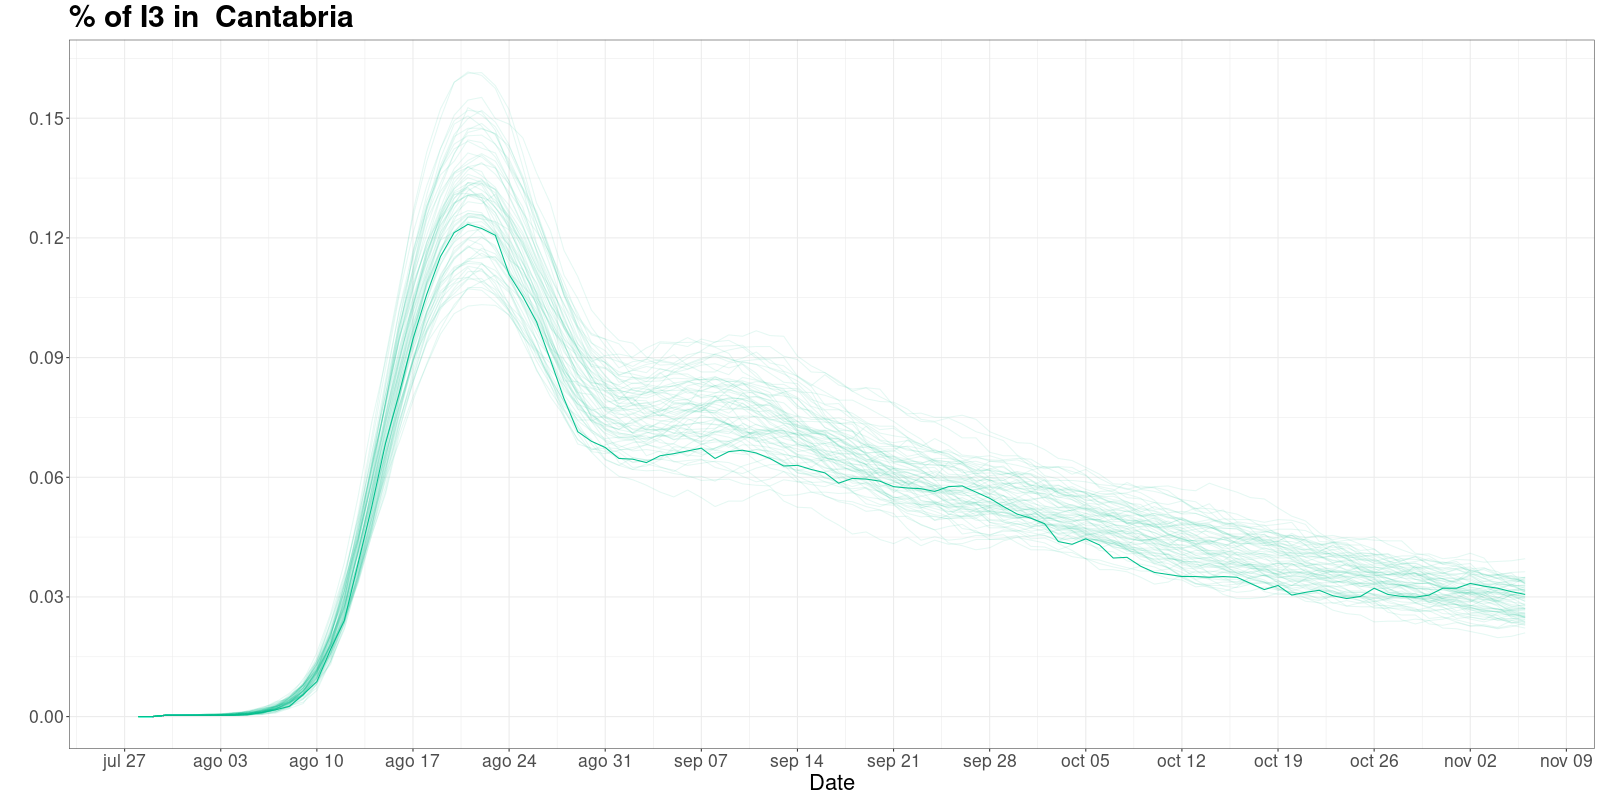 % of I3 in  Cantabria
0.15
0.12
0.09
0.06
0.03
0.00
jul 27 ago 03 ago 10 ago 17 ago 24 ago 31 sep 07 sep 14 sep 21 sep 28 oct 05 oct 12 oct 19 oct 26 nov 02 nov 09
Date